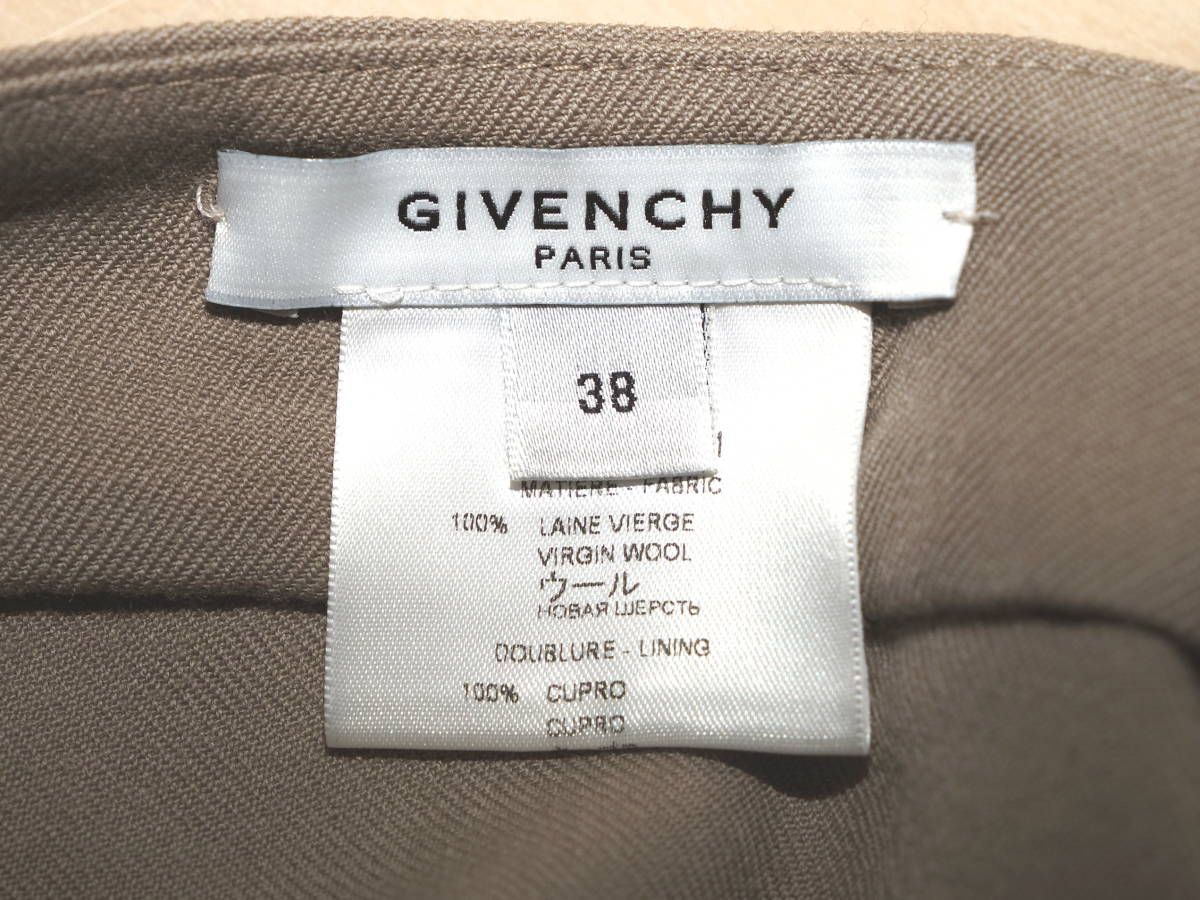 GIVENCHY
PARIS
38
MATIERE - FABRIC
100% LAINE VIERGE
VIRGIN WOOL
ウール
НОВАЯ ШЕРСТЬ
DOUBLURE - LINING
100% CUPRO
CUPRO